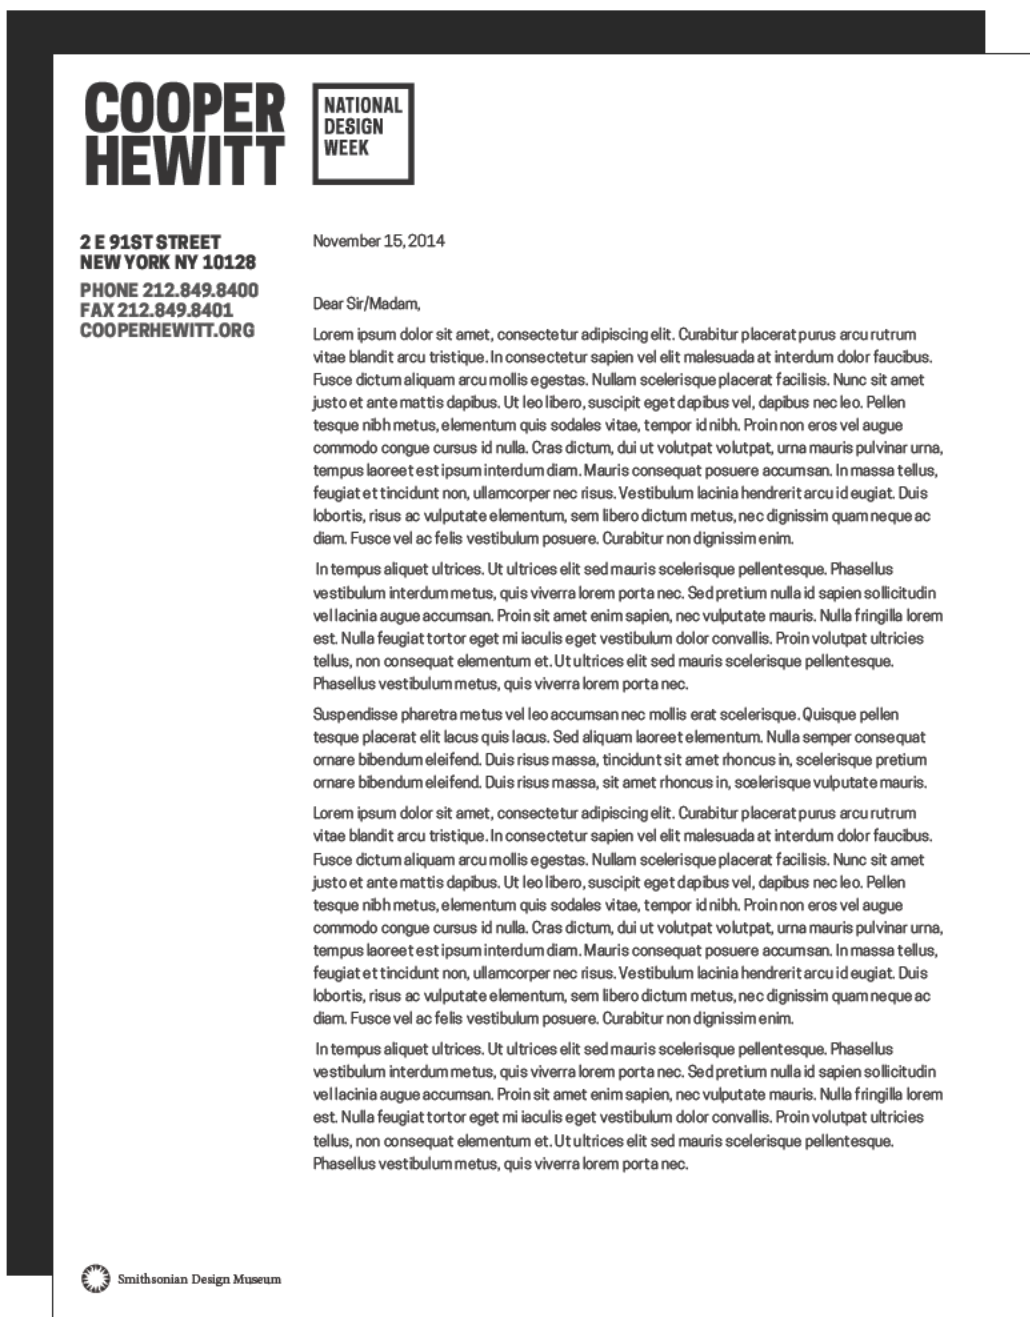 COOPER
HEWITT
NATIONAL
DESIGN
WEEK
2 E 91ST STREET
NEW YORK NY 10128
PHONE 212.849.8400
FAX 212.849.8401
COOPERHEWITT.ORG
November 15, 2014
Dear Sir/Madam,
Lorem ipsum dolor sit amet, consectetur adipiscing elit. Curabitur placerat purus arcu rutrum
vitae blandit arcu tristique. In consectetur sapien vel elit malesuada at interdum dolor faucibus.
Fusce dictum aliquam arcu mollis egestas. Nullam scelerisque placerat facilisis. Nunc sit amet
justo et ante mattis dapibus. Ut leo libero, suscipit eget dapibus vel, dapibus nec leo. Pellen
tesque nibh metus, elementum quis sodales vitae, tempor id nibh. Proin non eros vel augue
commodo congue cursus id nulla. Cras dictum, dui ut volutpat volutpat, urna mauris pulvinar urna,
tempus laoreet est ipsum interdum diam. Mauris consequat posuere accumsan. In massa tellus,
feugiat et tincidunt non, ullamcorper nec risus. Vestibulum lacinia hendrerit arcu id eugiat. Duis
lobortis, risus ac vulputate elementum, sem libero dictum metus, nec dignissim quam neque ac
diam. Fusce vel ac felis vestibulum posuere. Curabitur non dignissim enim.
In tempus aliquet ultrices. Ut ultrices elit sed mauris scelerisque pellentesque. Phasellus
vestibulum interdum metus, quis viverra lorem porta nec. Sed pretium nulla id sapien sollicitudin
vel lacinia augue accumsan. Proin sit amet enim sapien, nec vulputate mauris. Nulla fringilla lorem
est. Nulla feugiat tortor eget mi iaculis eget vestibulum dolor convallis. Proin volutpat ultricies
tellus, non consequat elementum et. Ut ultrices elit sed mauris scelerisque pellentesque.
Phasellus vestibulum metus, quis viverra lorem porta nec.
Suspendisse pharetra metus vel leo accumsan nec mollis erat scelerisque. Quisque pellen
tesque placerat elit lacus quis lacus. Sed aliquam laoreet elementum. Nulla semper consequat
ornare bibendum eleifend. Duis risus massa, tincidunt sit amet rhoncus in, scelerisque pretium
ornare bibendum eleifend. Duis risus massa, sit amet rhoncus in, scelerisque vulputate mauris.
Lorem ipsum dolor sit amet, consectetur adipiscing elit. Curabitur placerat purus arcu rutrum
vitae blandit arcu tristique. In consectetur sapien vel elit malesuada at interdum dolor faucibus.
Fusce dictum aliquam arcu mollis egestas. Nullam scelerisque placerat facilisis. Nunc sit amet
justo et ante mattis dapibus. Ut leo libero, suscipit eget dapibus vel, dapibus nec leo. Pellen
tesque nibh metus, elementum quis sodales vitae, tempor id nibh. Proin non eros vel augue
commodo congue cursus id nulla. Cras dictum, dui ut volutpat volutpat, urna mauris pulvinar urna,
tempus laoreet est ipsum interdum diam. Mauris consequat posuere accumsan. In massa tellus,
feugiat et tincidunt non, ullamcorper nec risus. Vestibulum lacinia hendrerit arcu id eugiat. Duis
lobortis, risus ac vulputate elementum, sem libero dictum metus, nec dignissim quam neque ac
diam. Fusce vel ac felis vestibulum posuere. Curabitur non dignissim enim.
In tempus aliquet ultrices. Ut ultrices elit sed mauris scelerisque pellentesque. Phasellus
vestibulum interdum metus, quis viverra lorem porta nec. Sed pretium nulla id sapien sollicitudin
vel lacinia augue accumsan. Proin sit amet enim sapien, nec vulputate mauris. Nulla fringilla lorem
est. Nulla feugiat tortor eget mi iaculis eget vestibulum dolor convallis. Proin volutpat ultricies
tellus, non consequat elementum et. Ut ultrices elit sed mauris scelerisque pellentesque.
Phasellus vestibulum metus, quis viverra lorem porta nec.
Smithsonian Design Museum